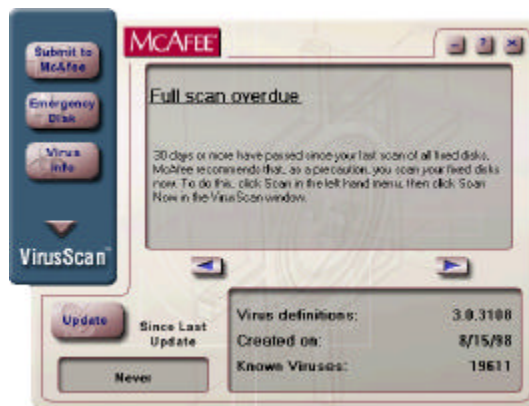 Submit to
McAfee
Emergency
Disk
Virus
Info
VirusScan™
McAFEE
Full scan overdue
30 days or more have passed since your last scan of all fixed disks.
McAfee recommends that, as a precaution, you scan your fixed disks
now. To do this, click Scan in the left hand menu, then click Scan
Now in the VirusScan window.
Update
Since Last
Update
Never
Virus definitions: 3.0.3108
Created on: 8/15/98
Known Viruses: 19611